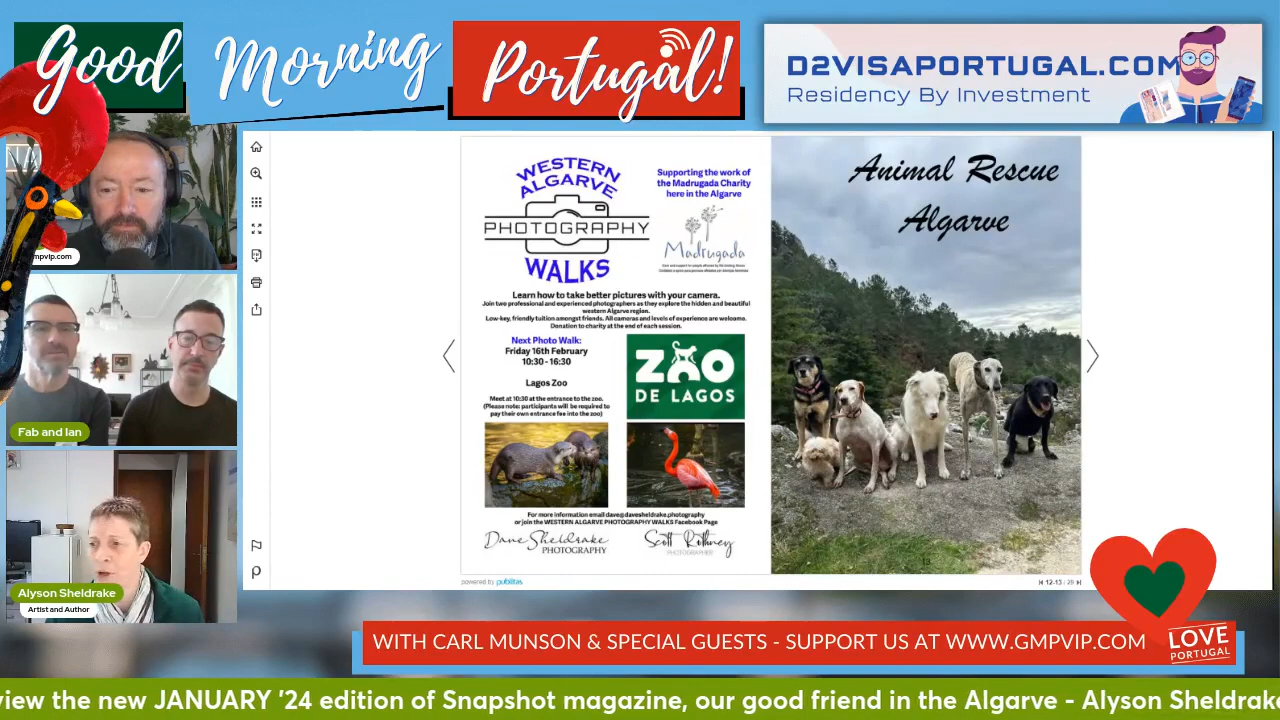 Good Morning Portugal!
D2VISAPORTUGAL.COM
Residency By Investment
NA
mpvip.com
Fab and Ian
Alyson Sheldrake
Artist and Author
WESTERN
ALGARVE
PHOTOGRAPHY
WALKS
Supporting the work of
the Madrugada Charity
here in the Algarve
Madrugada
Learn how to take better pictures with your camera.
Join two professional and experienced photographers as they explore the hidden and beautiful
western Algarve region.
Low-key, friendly tuition amongst friends. All cameras and levels of experience are welcome.
Donation to charity at the end of each session.
Next Photo Walk:
Friday 16th February
10:30 - 16:30
Lagos Zoo
Meet at 10:30 at the entrance to the zoo.
(Please note: participants will be required to
pay their own entrance fee into the zoo)
ZOO
DE LAGOS
For more information email dave@davesheldrake.photography
or join the WESTERN ALGARVE PHOTOGRAPHY WALKS Facebook Page
Dave Sheldrake
PHOTOGRAPHY
Scott Rothney
PHOTOGRAPHER
Animal Rescue
Algarve
powered by publitas
12-13 / 29
WITH CARL MUNSON & SPECIAL GUESTS - SUPPORT US AT WWW.GMPVIP.COM
LOVE
PORTUGAL
view the new JANUARY '24 edition of Snapshot magazine, our good friend in the Algarve - Alyson Sheldrake